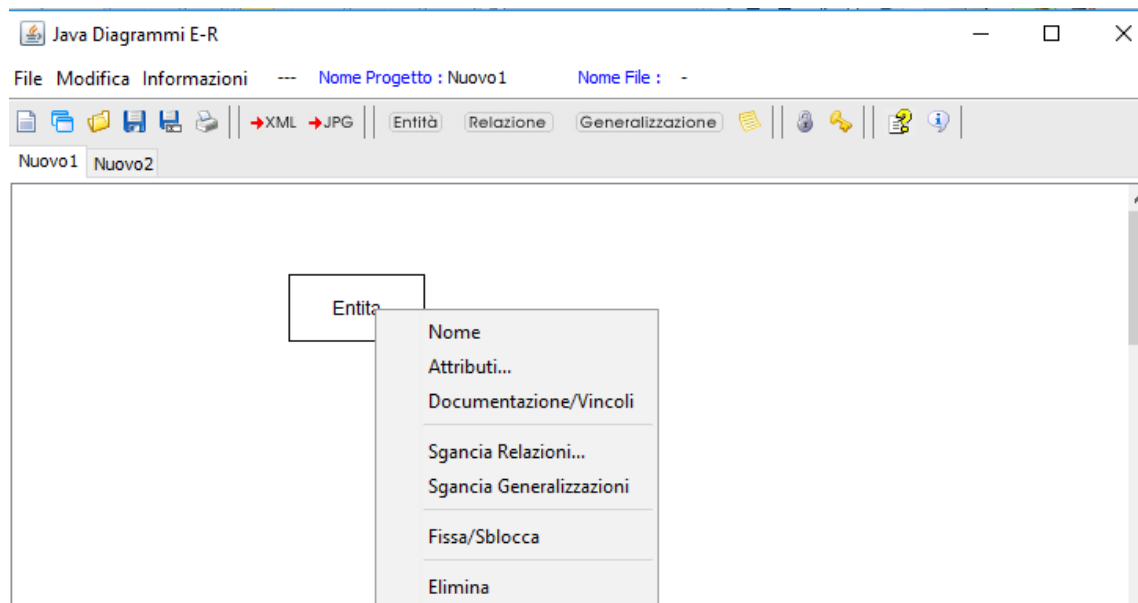 Java Diagrammi E-R
File Modifica Informazioni --- Nome Progetto : Nuovo1 Nome File : -
XML JPG Entità Relazione Generalizzazione
Nuovo1 Nuovo2
Entita
Nome
Attributi...
Documentazione/Vincoli
Sgancia Relazioni...
Sgancia Generalizzazioni
Fissa/Sblocca
Elimina